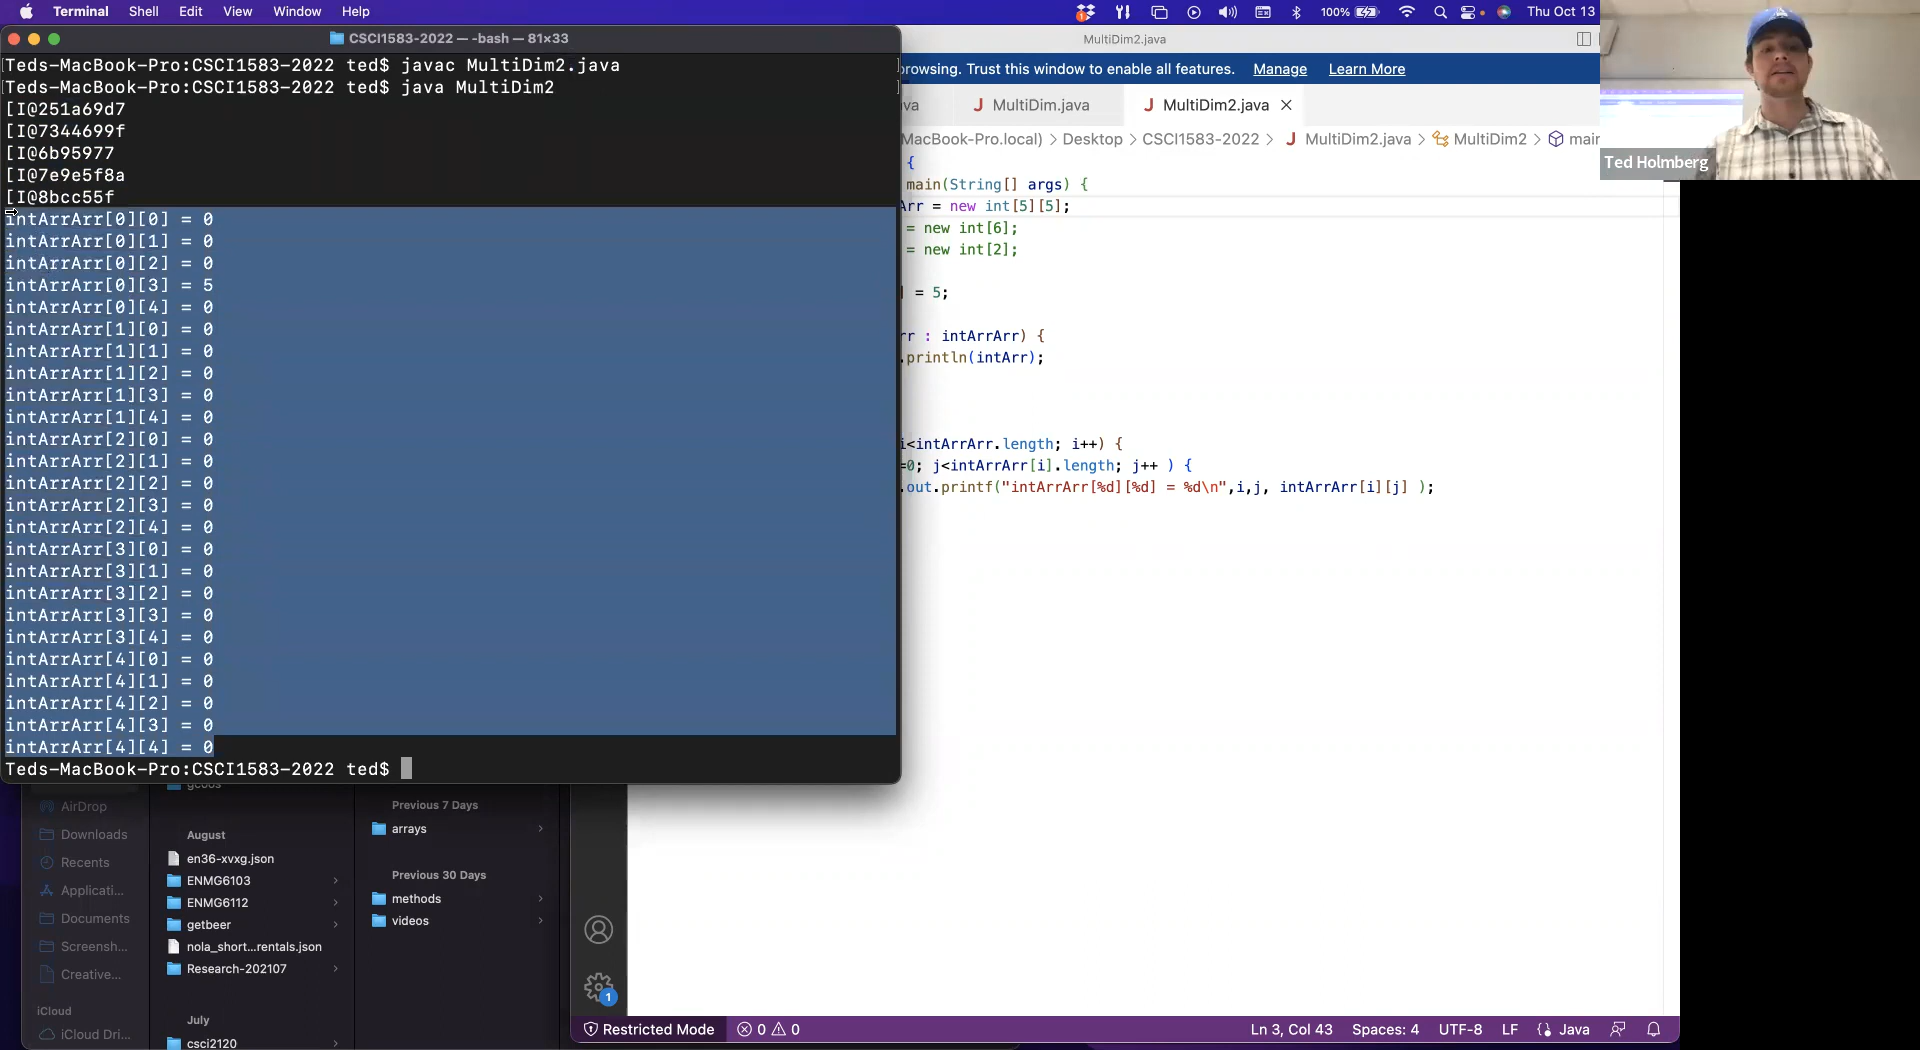 Terminal Shell Edit View Window Help
100% Thu Oct 13
CSCI1583-2022 — -bash — 81×33
Teds-MacBook-Pro:CSCI1583-2022 ted$ javac MultiDim2.java
Teds-MacBook-Pro:CSCI1583-2022 ted$ java MultiDim2
[I@251a69d7
[I@7344699f
[I@6b95977
[I@7e9e5f8a
[I@8bcc55f
intArrArr[0][0] = 0
intArrArr[0][1] = 0
intArrArr[0][2] = 0
intArrArr[0][3] = 5
intArrArr[0][4] = 0
intArrArr[1][0] = 0
intArrArr[1][1] = 0
intArrArr[1][2] = 0
intArrArr[1][3] = 0
intArrArr[1][4] = 0
intArrArr[2][0] = 0
intArrArr[2][1] = 0
intArrArr[2][2] = 0
intArrArr[2][3] = 0
intArrArr[2][4] = 0
intArrArr[3][0] = 0
intArrArr[3][1] = 0
intArrArr[3][2] = 0
intArrArr[3][3] = 0
intArrArr[3][4] = 0
intArrArr[4][0] = 0
intArrArr[4][1] = 0
intArrArr[4][2] = 0
intArrArr[4][3] = 0
intArrArr[4][4] = 0
Teds-MacBook-Pro:CSCI1583-2022 ted$
MultiDim2.java
rowsing. Trust this window to enable all features. Manage Learn More
va J MultiDim.java J MultiDim2.java
MacBook-Pro.local) > Desktop > CSCI1583-2022 > J MultiDim2.java > MultiDim2 > main
{
main(String[] args) {
Arr = new int[5][5];
= new int[6];
= new int[2];
] = 5;
rr : intArrArr) {
.println(intArr);
i<intArrArr.length; i++) {
=0; j<intArrArr[i].length; j++ ) {
.out.printf("intArrArr[%d][%d] = %d\n",i,j, intArrArr[i][j] );
Ted Holmberg
AirDrop
Downloads
Recents
Applicati...
Documents
Screensh...
Creative...
iCloud
iCloud Dri...
gcoos
August
en36-xvxg.json
ENMG6103
ENMG6112
getbeer
nola_short...rentals.json
Research-202107
July
csci2120
Previous 7 Days
arrays
Previous 30 Days
methods
videos
1
Restricted Mode 0 0 Ln 3, Col 43 Spaces: 4 UTF-8 LF Java